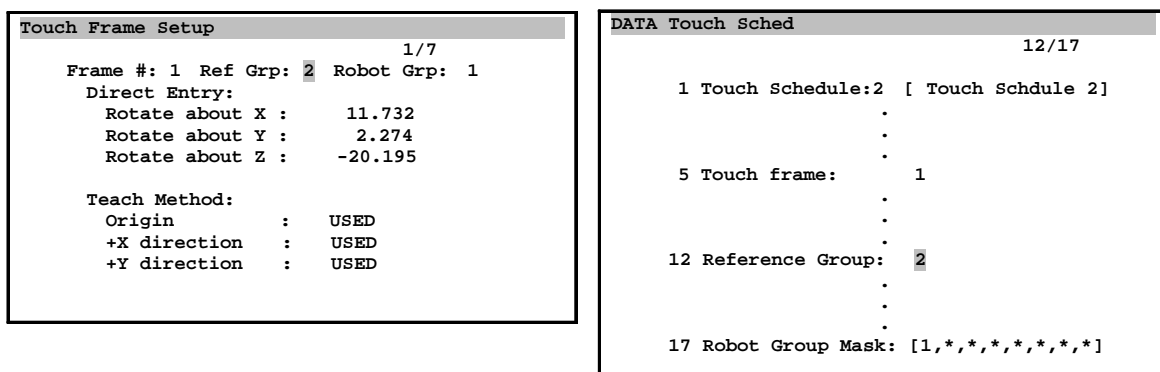 Touch Frame Setup
1/7
Frame #: 1 Ref Grp: 2 Robot Grp: 1
Direct Entry:
Rotate about X : 11.732
Rotate about Y : 2.274
Rotate about Z : -20.195
Teach Method:
Origin : USED
+X direction : USED
+Y direction : USED
DATA Touch Sched
12/17
1 Touch Schedule:2 [ Touch Schdule 2]
.
.
.
5 Touch frame: 1
.
.
.
12 Reference Group: 2
.
.
.
17 Robot Group Mask: [1,*,*,*,*,*,*,*]